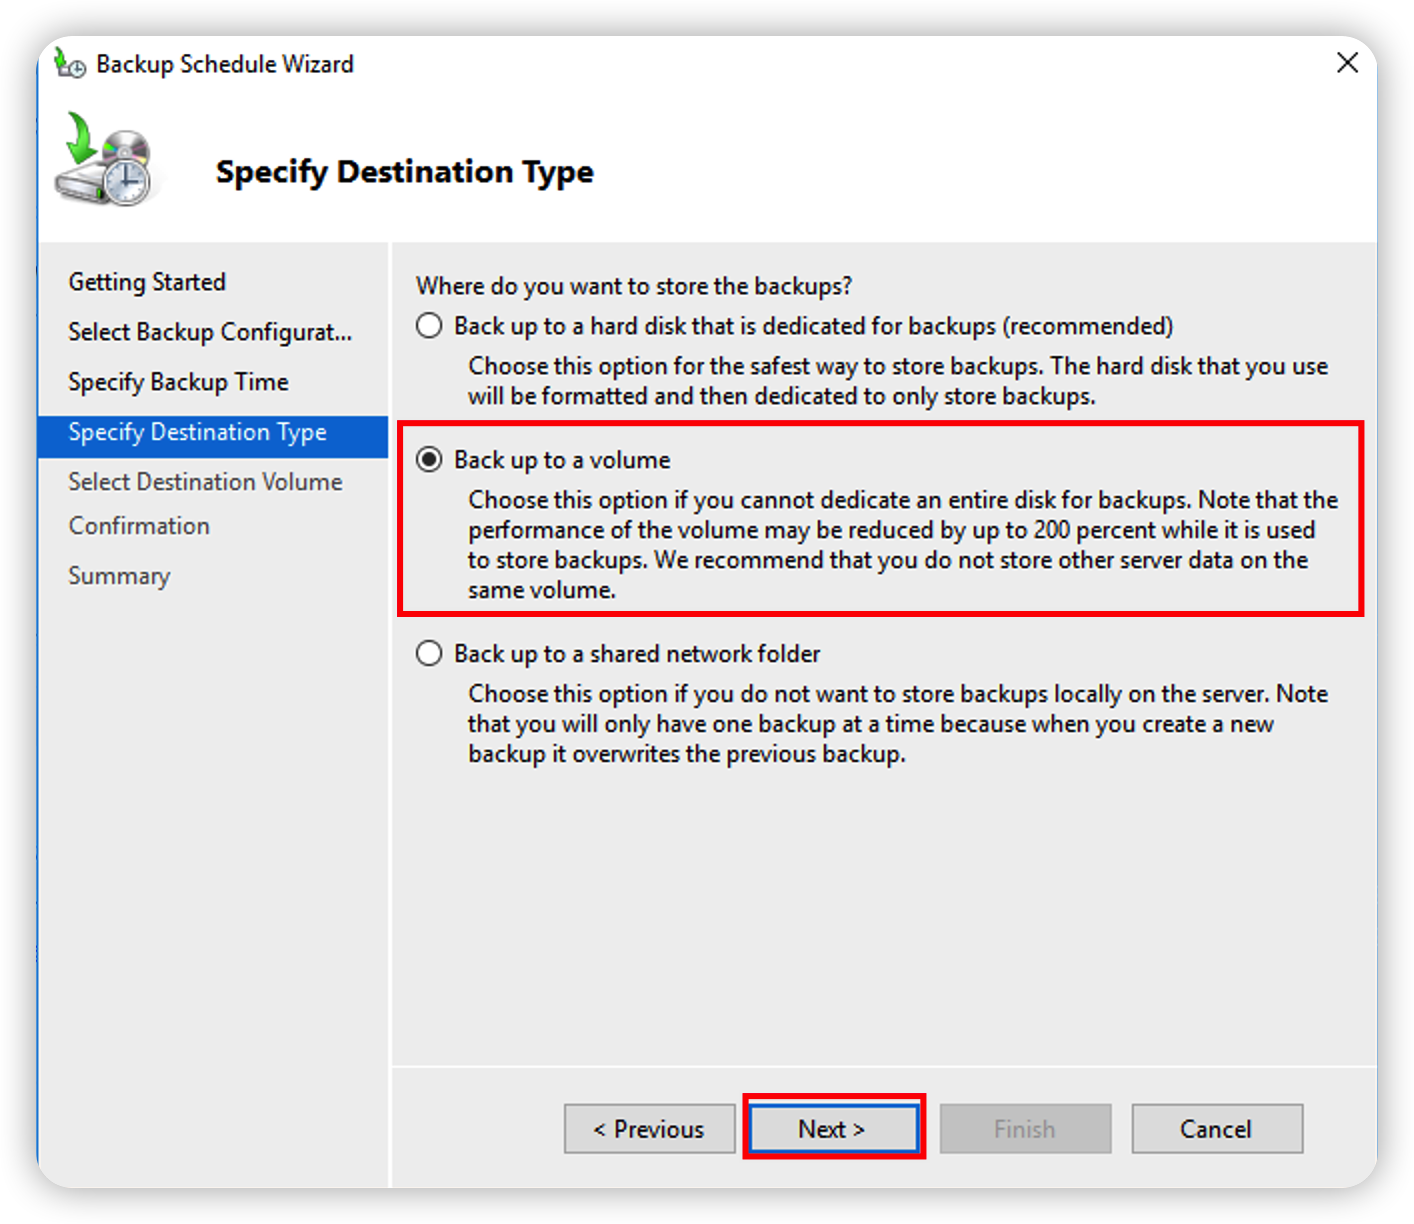 Backup Schedule Wizard
Specify Destination Type
Getting Started
Select Backup Configurat...
Specify Backup Time
Specify Destination Type
Select Destination Volume
Confirmation
Summary
Where do you want to store the backups?
Back up to a hard disk that is dedicated for backups (recommended)
Choose this option for the safest way to store backups. The hard disk that you use
will be formatted and then dedicated to only store backups.
Back up to a volume
Choose this option if you cannot dedicate an entire disk for backups. Note that the
performance of the volume may be reduced by up to 200 percent while it is used
to store backups. We recommend that you do not store other server data on the
same volume.
Back up to a shared network folder
Choose this option if you do not want to store backups locally on the server. Note
that you will only have one backup at a time because when you create a new
backup it overwrites the previous backup.
< Previous
Next >
Finish
Cancel